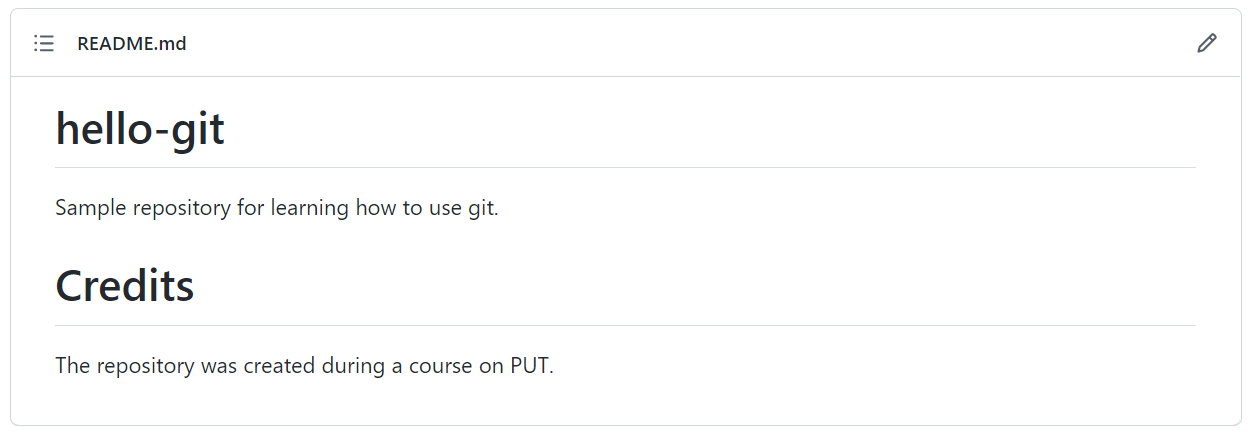 README.md
hello-git
Sample repository for learning how to use git.
Credits
The repository was created during a course on PUT.